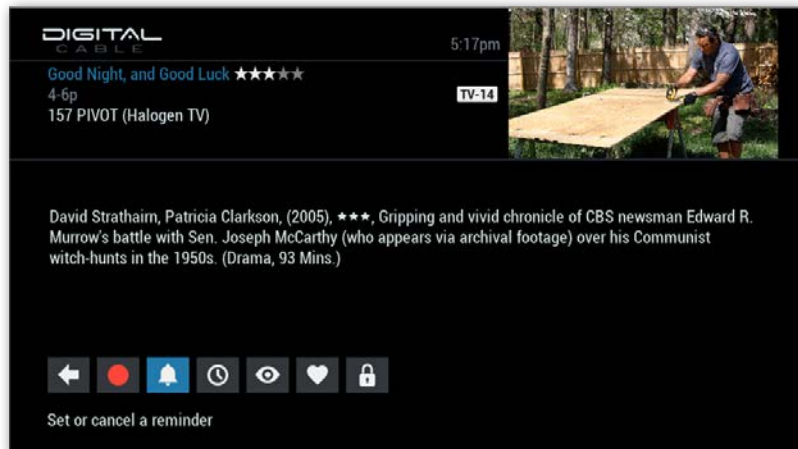 DIGITAL
CABLE
5:17pm
Good Night, and Good Luck ★★★★★
4-6p
TV-14
157 PIVOT (Halogen TV)
David Strathairn, Patricia Clarkson, (2005), ★★★, Gripping and vivid chronicle of CBS newsman Edward R.
Murrow's battle with Sen. Joseph McCarthy (who appears via archival footage) over his Communist
witch-hunts in the 1950s. (Drama, 93 Mins.)
Set or cancel a reminder